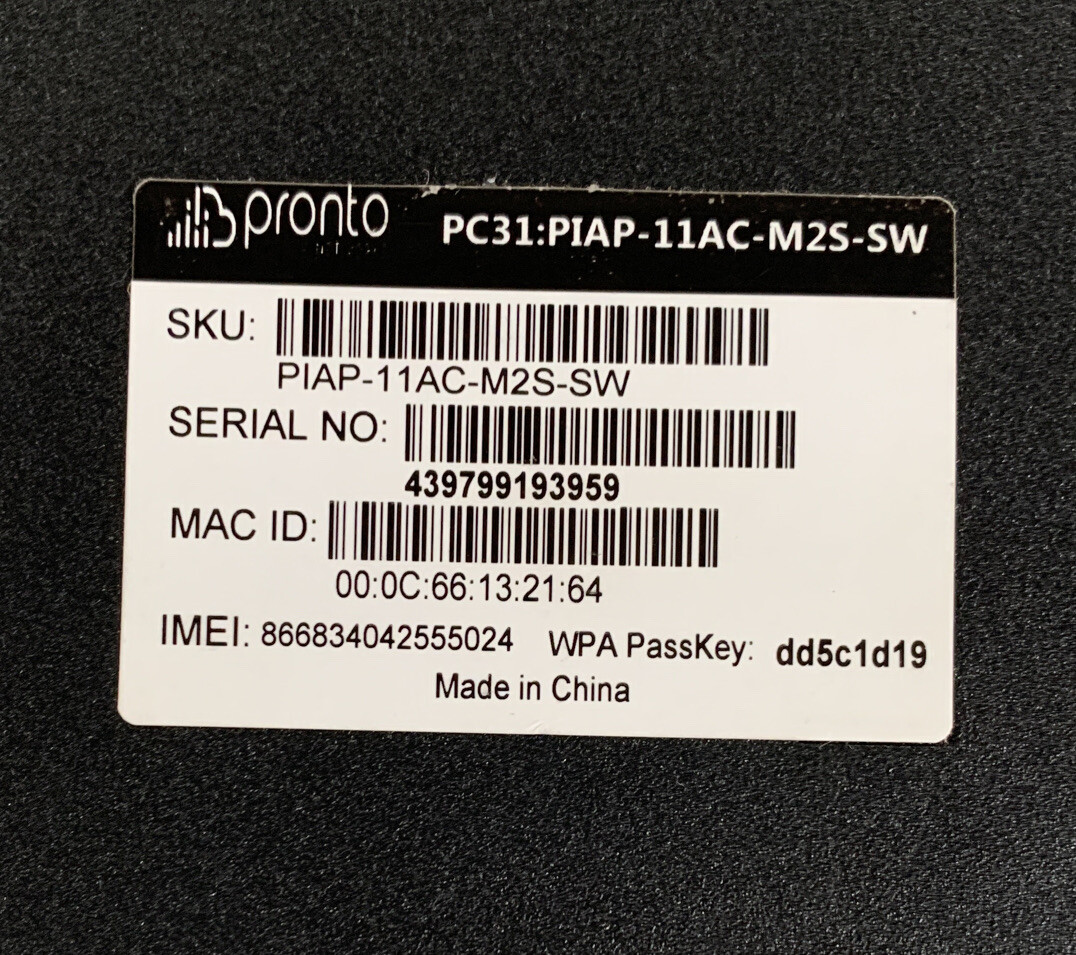 pronto PC31:PIAP-11AC-M2S-SW
SKU:
PIAP-11AC-M2S-SW
SERIAL NO:
439799193959
MAC ID:
00:0C:66:13:21:64
IMEI: 866834042555024 WPA PassKey: dd5c1d19
Made in China